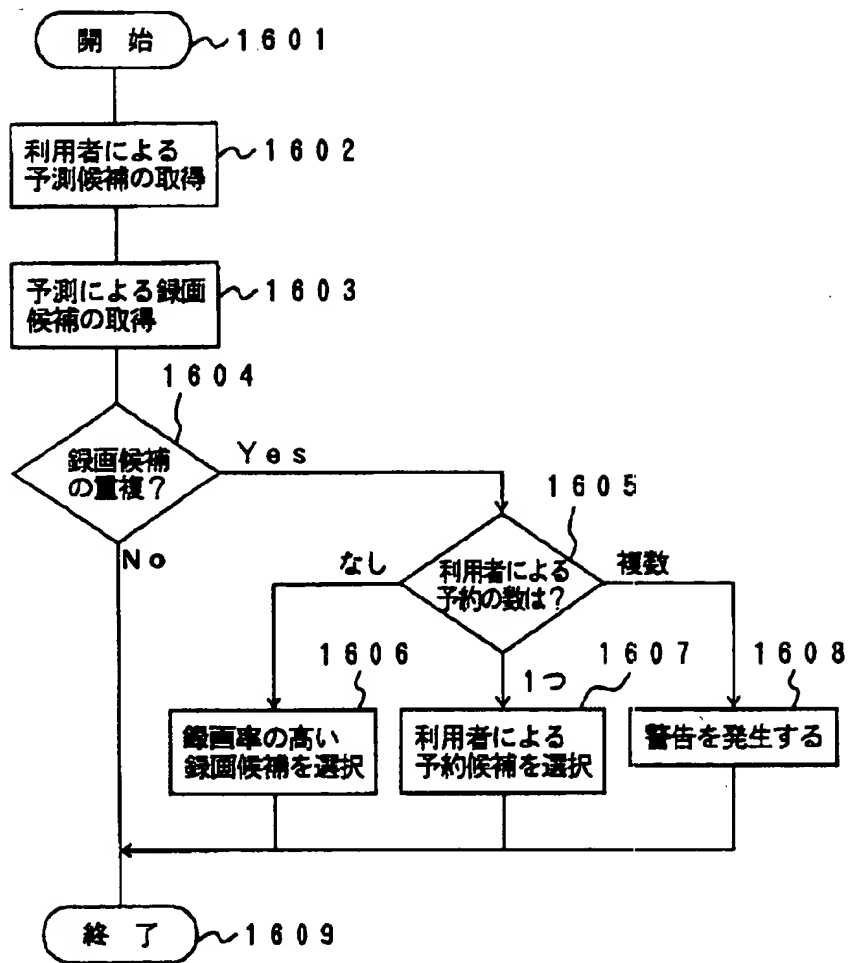 開 始
1601
利用者による
予測候補の取得
1602
予測による録画
候補の取得
1603
1604
録画候補
の重複?
Yes
No
1605
利用者による
予約の数は?
なし
複数
1つ
1606
録画率の高い
録画候補を選択
1607
利用者による
予約候補を選択
1608
警告を発生する
終 了
1609